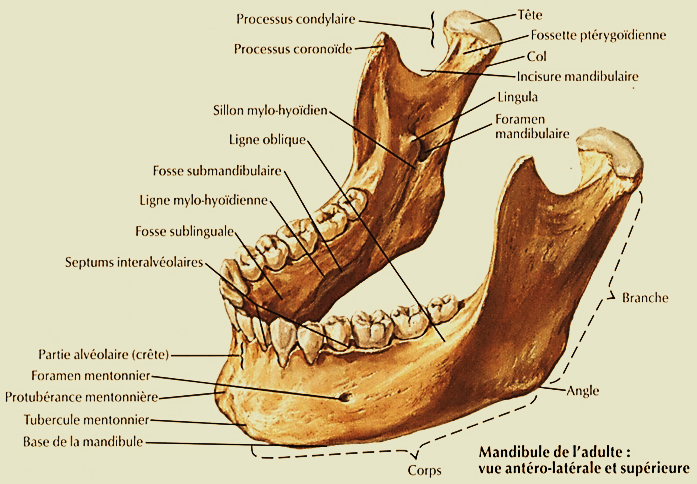 Processus condylaire
Tête
Processus coronoïde
Fossette ptérygoïdienne
Col
Incisure mandibulaire
Sillon mylo-hyoïdien
Lingula
Foramen
mandibulaire
Ligne oblique
Fosse submandibulaire
Ligne mylo-hyoïdienne
Fosse sublinguale
Septums interalvéolaires
Branche
Partie alvéolaire (crête)
Foramen mentonnier
Angle
Protubérance mentonnière
Tubercule mentonnier
Base de la mandibule
Corps
Mandibule de l'adulte :
vue antéro-latérale et supérieure